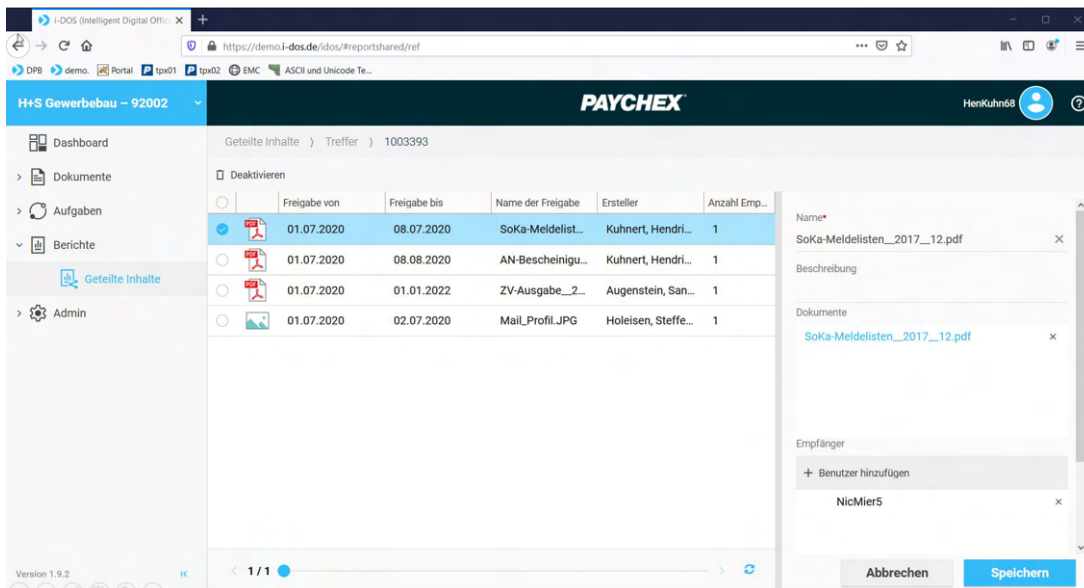 i-DOS (Intelligent Digital Offic
https://demo.i-dos.de/idos/#reportshared/ref
DPB demo. Portal tpx01 tpx02 EMC ASCII und Unicode Te...
H+S Gewerbebau – 92002
PAYCHEX
HenKuhn68
Dashboard
Dokumente
Aufgaben
Berichte
Geteilte Inhalte
Admin
Version 1.9.2
Geteilte Inhalte ) Treffer ) 1003393
Deaktivieren
Freigabe von Freigabe bis Name der Freigabe Ersteller Anzahl Emp...
PDF 01.07.2020 08.07.2020 SoKa-Meldelist... Kuhnert, Hendri... 1
PDF 01.07.2020 08.08.2020 AN-Bescheinigu... Kuhnert, Hendri... 1
PDF 01.07.2020 01.01.2022 ZV-Ausgabe__2... Augenstein, San... 1
01.07.2020 02.07.2020 Mail_Profil.JPG Holeisen, Steffe... 1
1/1
Name*
SoKa-Meldelisten__2017__12.pdf
Beschreibung
Dokumente
SoKa-Meldelisten__2017__12.pdf
Empfänger
+ Benutzer hinzufügen
NicMier5
Abbrechen Speichern